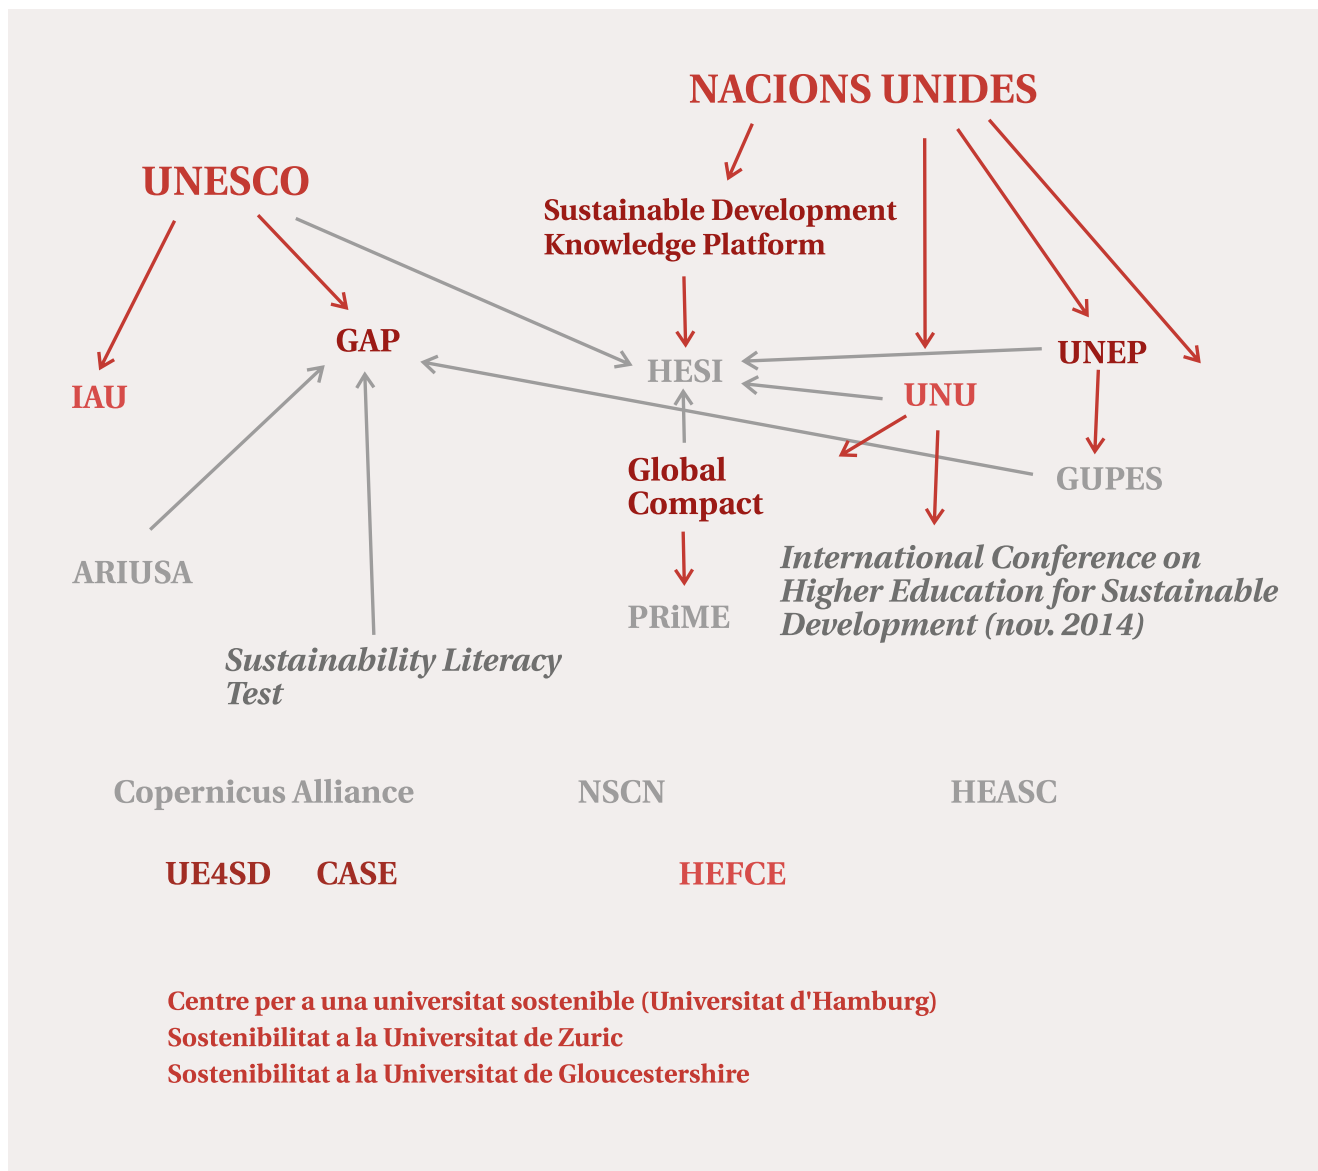 NACIONS UNIDES
UNESCO
Sustainable Development
Knowledge Platform
GAP
HESI
UNEP
IAU
UNU
Global
Compact
GUPES
ARIUSA
International Conference on
Higher Education for Sustainable
Development (nov. 2014)
PRiME
Sustainability Literacy
Test
Copernicus Alliance
NSCN
HEASC
UE4SD
CASE
HEFCE
Centre per a una universitat sostenible (Universitat d'Hamburg)
Sostenibilitat a la Universitat de Zuric
Sostenibilitat a la Universitat de Gloucestershire